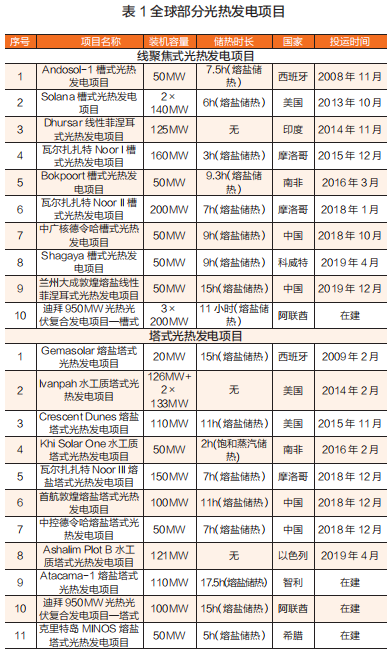 表 1 全球部分光热发电项目
序号 项目名称 装机容量 储热时长 国家 投运时间
线聚焦式光热发电项目
1 Andosol-1 槽式光热发电项目 50MW 7.5h(熔盐储热) 西班牙 2008 年 11 月
2 Solana 槽式光热发电项目 2×140MW 6h(熔盐储热) 美国 2013 年 10 月
3 Dhursar 线性菲涅耳式光热发电项目 125MW 无 印度 2014 年 11 月
4 瓦尔扎扎特 Noor I 槽式光热发电项目 160MW 3h(熔盐储热) 摩洛哥 2015 年 12 月
5 Bokpoort 槽式光热发电项目 50MW 9.3h(熔盐储热) 南非 2016 年 3 月
6 瓦尔扎扎特 Noor II 槽式光热发电项目 200MW 7h(熔盐储热) 摩洛哥 2018 年 1 月
7 中广核德令哈槽式光热发电项目 50MW 9h(熔盐储热) 中国 2018 年 10 月
8 Shagaya 槽式光热发电项目 50MW 9h(熔盐储热) 科威特 2019 年 4 月
9 兰州大成敦煌熔盐线性菲涅耳式光热发电项目 50MW 15h(熔盐储热) 中国 2019 年 12 月
10 迪拜 950MW 光热光伏复合发电项目—槽式 3×200MW 11 小时(熔盐储热) 阿联酋 在建
塔式光热发电项目
1 Gemasolar 熔盐塔式光热发电项目 20MW 15h(熔盐储热) 西班牙 2009 年 2 月
2 Ivanpah 水工质塔式光热发电项目 126MW+2×133MW 无 美国 2014 年 2 月
3 Crescent Dunes 熔盐塔式光热发电项目 110MW 11h(熔盐储热) 美国 2015 年 11 月
4 Khi Solar One 水工质塔式光热发电项目 50MW 2h(饱和蒸汽储热) 南非 2016 年 2 月
5 瓦尔扎扎特 Noor III 熔盐塔式光热发电项目 150MW 7h(熔盐储热) 摩洛哥 2018 年 12 月
6 首航敦煌熔盐塔式光热发电项目 100MW 11h(熔盐储热) 中国 2018 年 12 月
7 中控德令哈熔盐塔式光热发电项目 50MW 7h(熔盐储热) 中国 2018 年 12 月
8 Ashalim Plot B 水工质塔式光热发电项目 121MW 无 以色列 2019 年 4 月
9 Atacama-1 熔盐塔式光热发电项目 110MW 17.5h(熔盐储热) 智利 在建
10 迪拜 950MW 光热光伏复合发电项目—塔式 100MW 15h(熔盐储热) 阿联酋 在建
11 克里特岛 MINOS 熔盐塔式光热发电项目 50MW 5h(熔盐储热) 希腊 在建